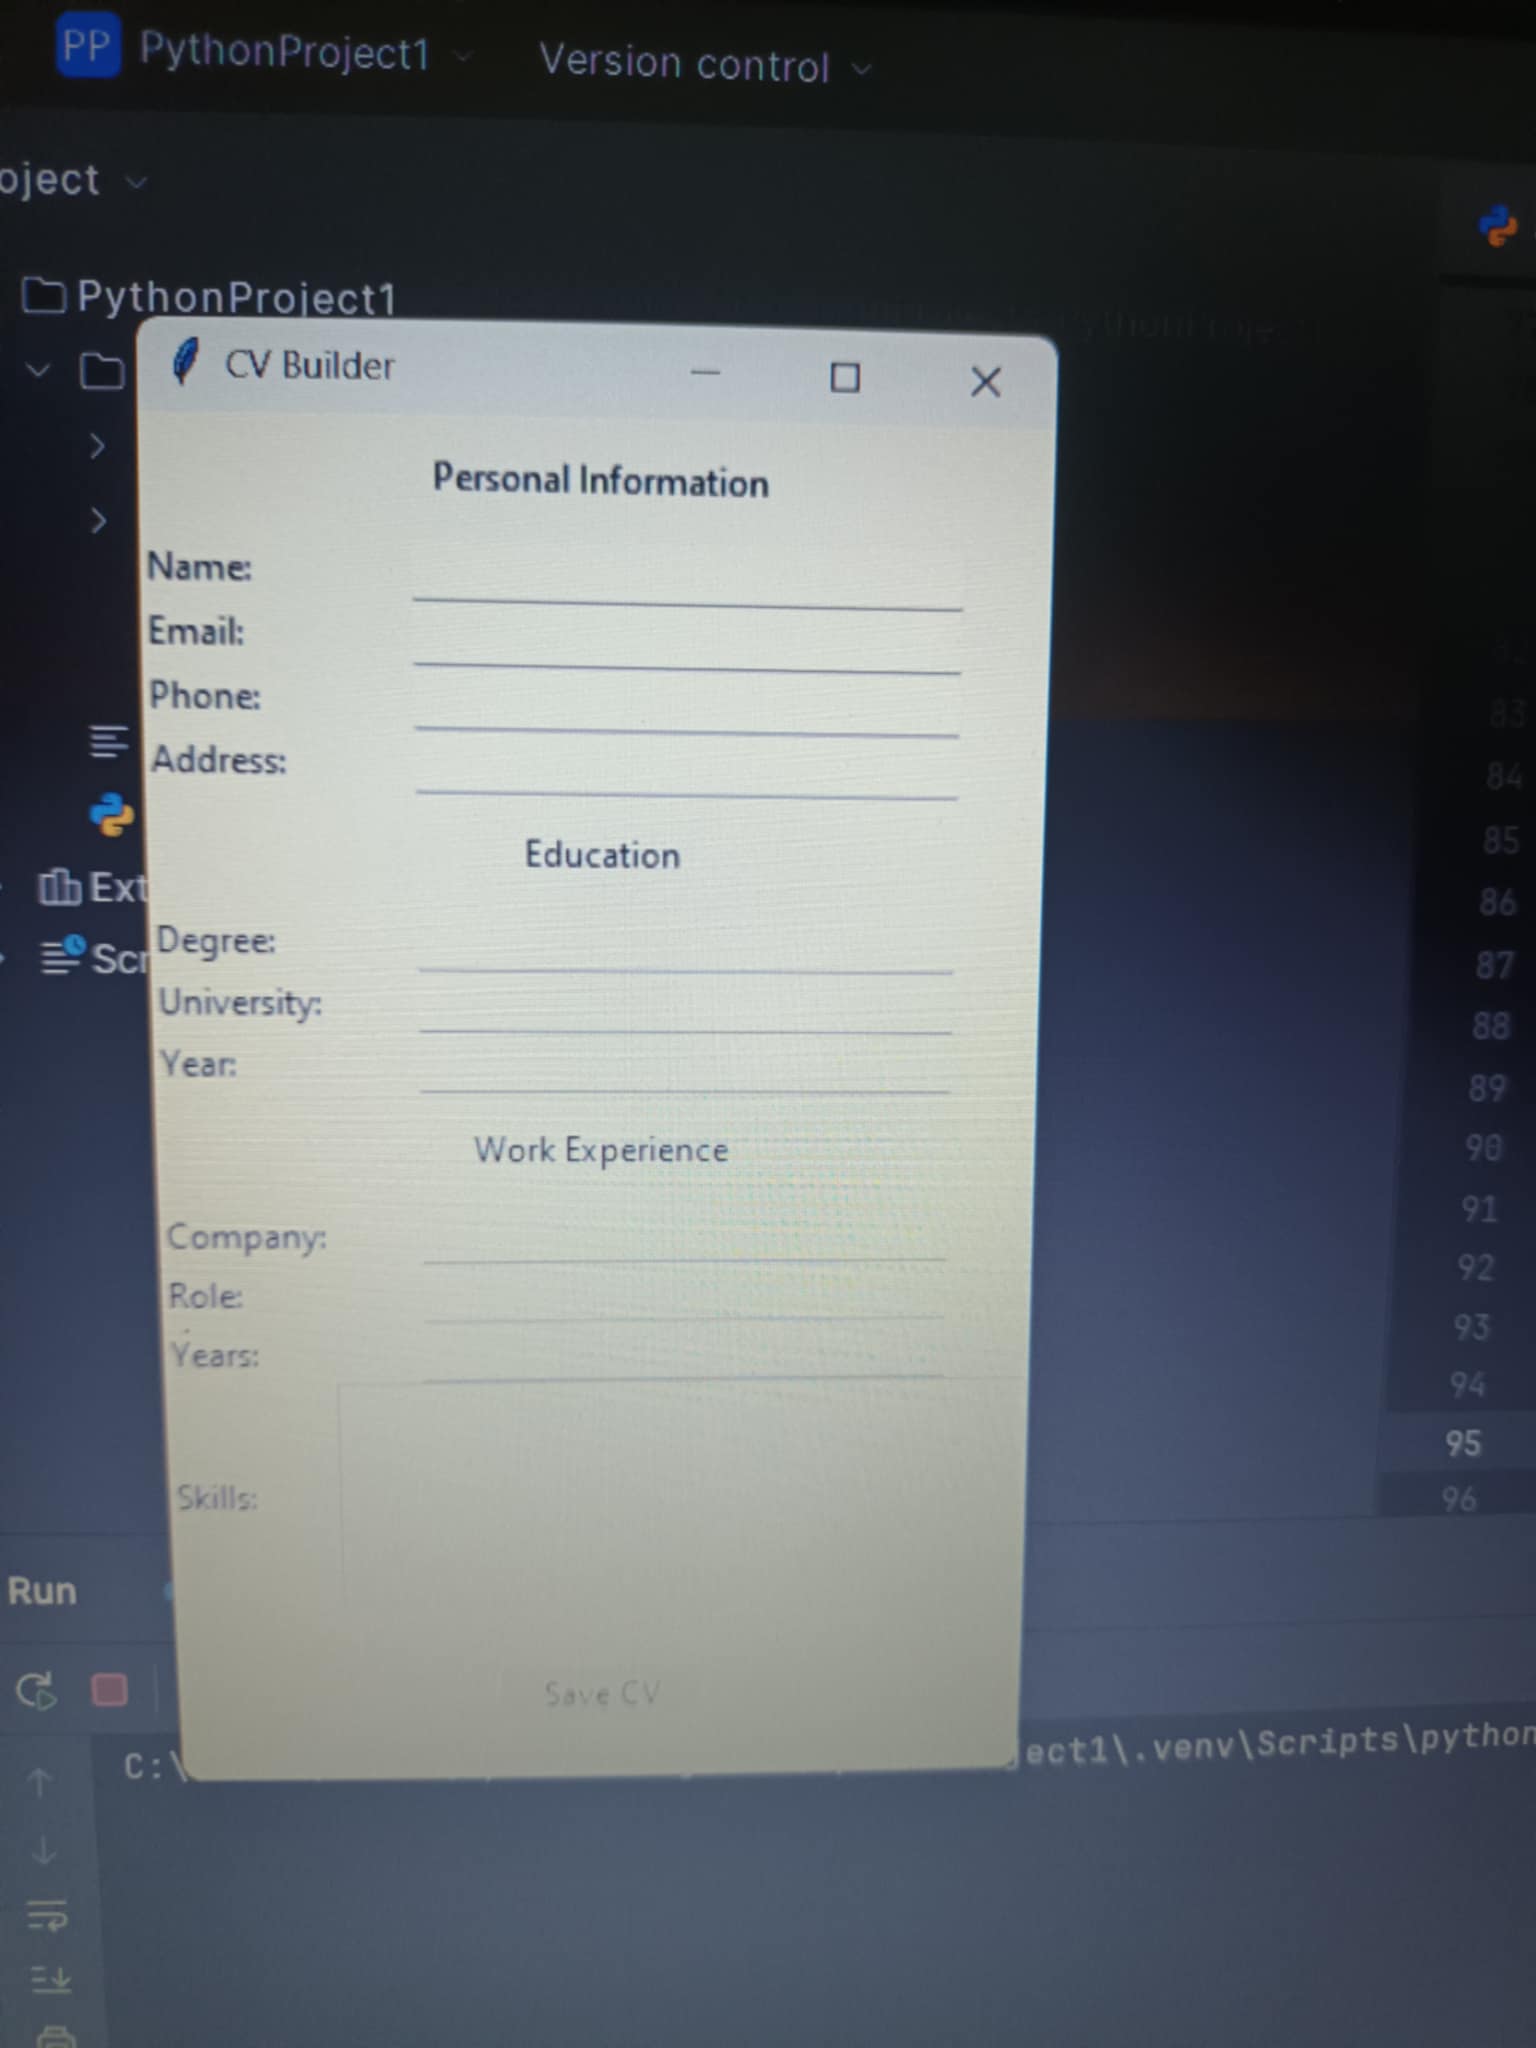 PP PythonProject1 Version control
oject
PythonProject1
CV Builder
Personal Information
Name:
Email:
Phone:
Address:
Education
Degree:
University:
Year:
Work Experience
Company:
Role:
Years:
Skills:
Save CV
Ext
Scr
83
84
85
86
87
88
89
90
91
92
93
94
95
96
Run
C:\ ject1\.venv\Scripts\python